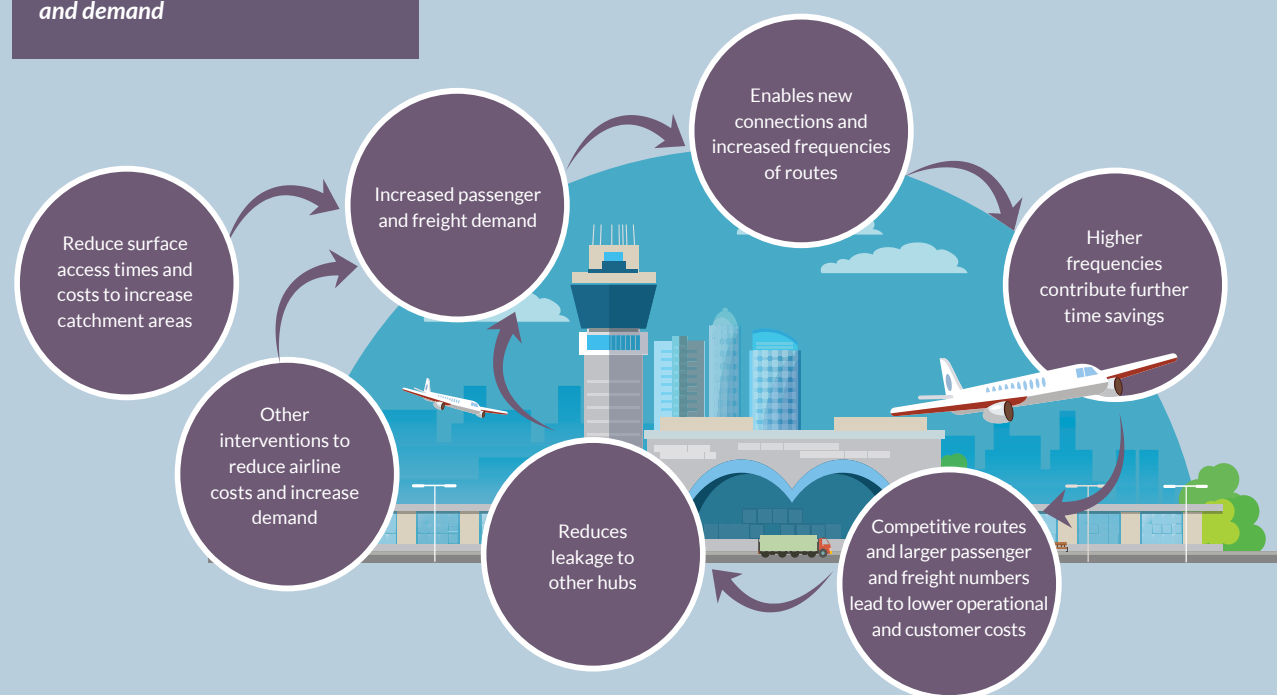 and demand
Reduce surface
access times and
costs to increase
catchment areas
Other
interventions to
reduce airline
costs and increase
demand
Increased passenger
and freight demand
Enables new
connections and
increased frequencies
of routes
Higher
frequencies
contribute further
time savings
Competitive routes
and larger passenger
and freight numbers
lead to lower operational
and customer costs
Reduces
leakage to
other hubs